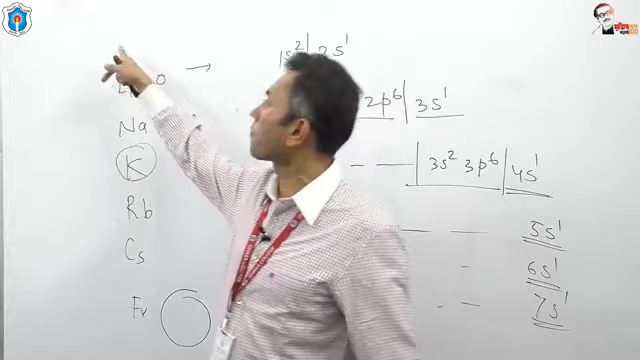 1s² | 2s¹
Na 2p⁶ | 3s¹
K — — | 3s² 3p⁶ | 4s¹
Rb — 5s¹
Cs - 6s¹
Fr - — 7s¹